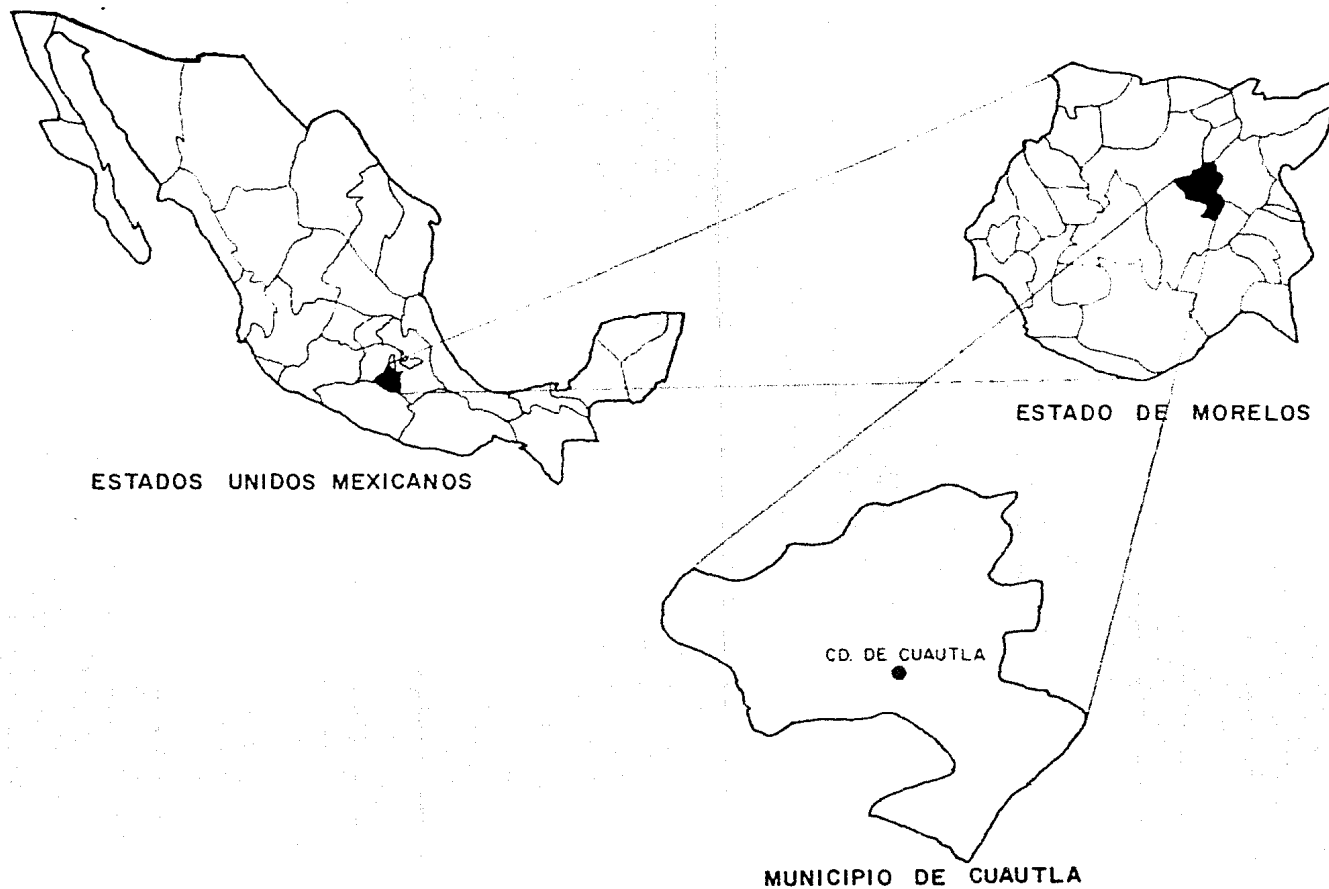 ESTADO DE MORELOS
ESTADOS UNIDOS MEXICANOS
CD. DE CUAUTLA
MUNICIPIO DE CUAUTLA